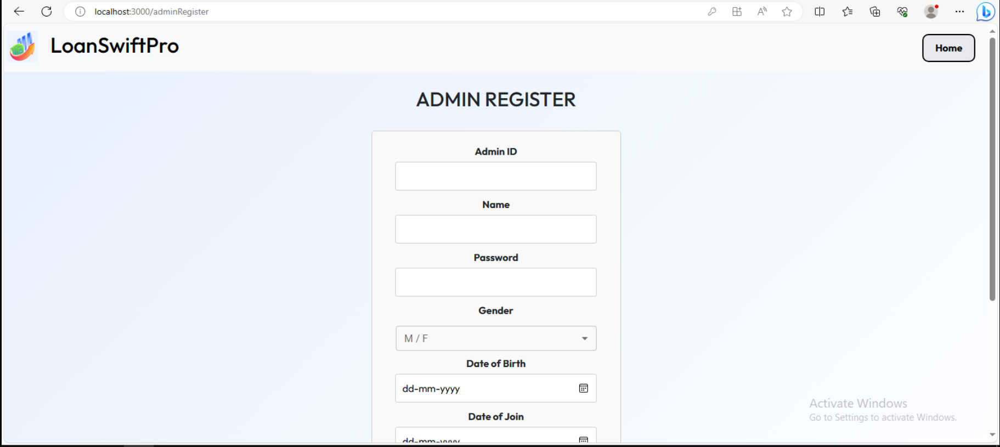 localhost:3000/adminRegister
LoanSwiftPro
Home
ADMIN REGISTER
Admin ID
Name
Password
Gender
M / F
Date of Birth
dd-mm-yyyy
Date of Join
dd-mm-yyyy
Activate Windows
Go to Settings to activate Windows.